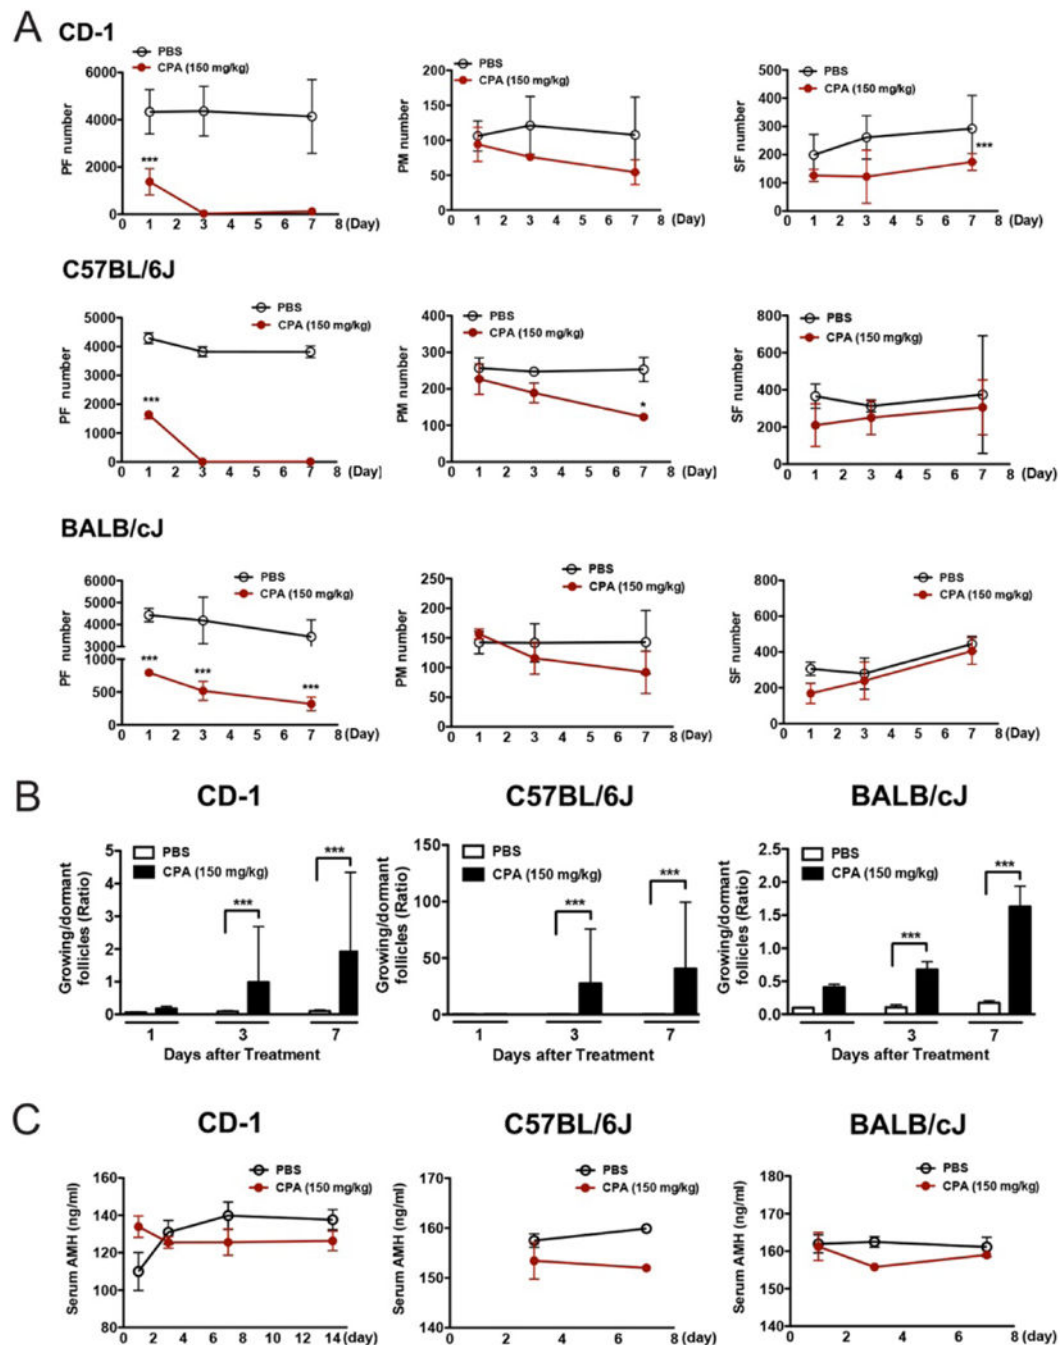 A
CD-1
PBS
CPA (150 mg/kg)
PF number
6000
4000
2000
0
0 1 2 3 4 5 6 7 8 (Day)
PBS
CPA (150 mg/kg)
PM number
200
150
100
50
0
0 1 2 3 4 5 6 7 8 (Day)
PBS
CPA (150 mg/kg)
SF number
500
400
300
200
100
0
0 1 2 3 4 5 6 7 8 (Day)
***
***
C57BL/6J
PBS
CPA (150 mg/kg)
PF number
5000
4000
3000
2000
1000
0
0 1 2 3 4 5 6 7 8 (Day)
***
PBS
CPA (150 mg/kg)
PM number
400
300
200
100
0
0 1 2 3 4 5 6 7 8 (Day)
*
PBS
CPA (150 mg/kg)
SF number
800
600
400
200
0
0 1 2 3 4 5 6 7 8 (Day)
BALB/cJ
PBS
CPA (150 mg/kg)
PF number
6000
5000
4000
3000
1000
500
0
0 1 2 3 4 5 6 7 8 (Day)
***
***
***
PBS
CPA (150 mg/kg)
PM number
250
200
150
100
50
0
0 1 2 3 4 5 6 7 8 (Day)
PBS
CPA (150 mg/kg)
SF number
800
600
400
200
0
0 1 2 3 4 5 6 7 8 (Day)
B
CD-1
PBS
CPA (150 mg/kg)
Growing/dormant
follicles (Ratio)
5
4
3
2
1
0
***
***
1 3 7
Days after Treatment
C57BL/6J
PBS
CPA (150 mg/kg)
Growing/dormant
follicles (Ratio)
150
100
50
0
***
***
1 3 7
Days after Treatment
BALB/cJ
PBS
CPA (150 mg/kg)
Growing/dormant
follicles (Ratio)
2.5
2.0
1.5
1.0
0.5
0.0
***
***
1 3 7
Days after Treatment
C
CD-1
PBS
CPA (150 mg/kg)
Serum AMH (ng/ml)
160
140
120
100
80
0 2 4 6 8 10 12 14 (day)
C57BL/6J
PBS
CPA (150 mg/kg)
Serum AMH (ng/ml)
170
160
150
140
0 2 4 6 8 (day)
BALB/cJ
PBS
CPA (150 mg/kg)
Serum AMH (ng/ml)
180
170
160
150
140
0 2 4 6 8 (day)